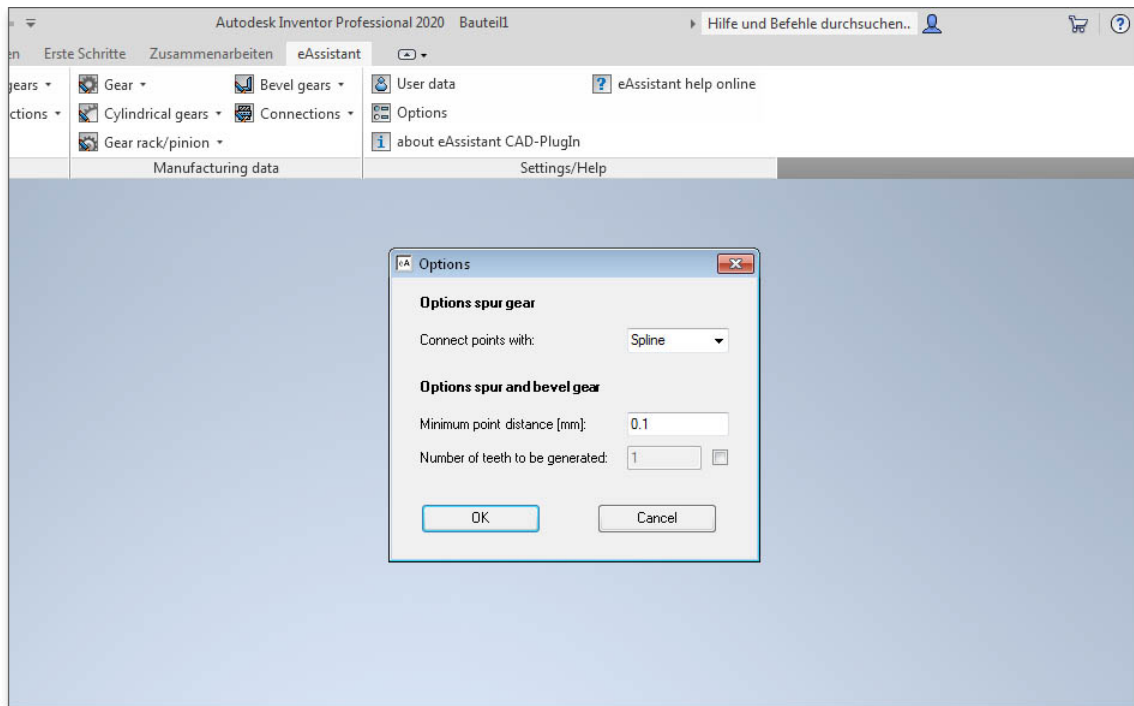 Autodesk Inventor Professional 2020 Bauteil1 Hilfe und Befehle durchsuchen..
Erste Schritte Zusammenarbeiten eAssistant
Gear Bevel gears User data eAssistant help online
Cylindrical gears Connections Options
Gear rack/pinion about eAssistant CAD-PlugIn
Manufacturing data Settings/Help
eA Options
Options spur gear
Connect points with: Spline
Options spur and bevel gear
Minimum point distance [mm]: 0.1
Number of teeth to be generated: 1
OK Cancel